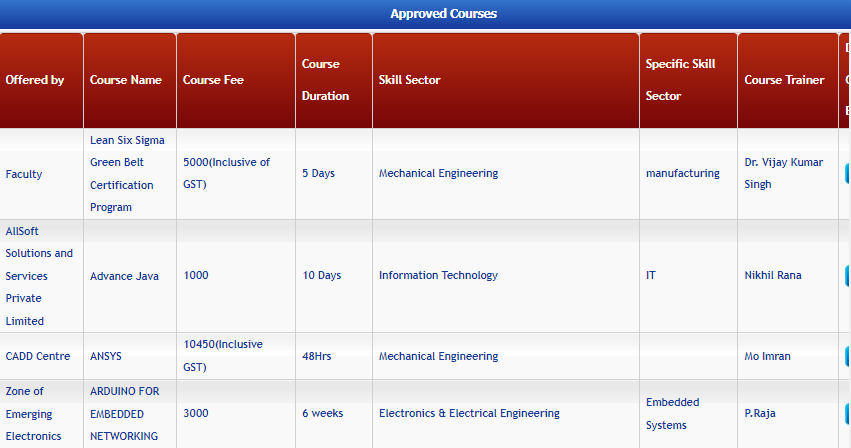 Approved Courses
Offered by
Course Name
Course Fee
Course
Duration
Skill Sector
Specific Skill
Sector
Course Trainer
Faculty
Lean Six Sigma
Green Belt
Certification
Program
5000(Inclusive of
GST)
5 Days
Mechanical Engineering
manufacturing
Dr. Vijay Kumar
Singh
AllSoft
Solutions and
Services
Private
Limited
Advance Java
1000
10 Days
Information Technology
IT
Nikhil Rana
CADD Centre
ANSYS
10450(Inclusive
GST)
48Hrs
Mechanical Engineering
Mo Imran
Zone of
Emerging
Electronics
ARDUINO FOR
EMBEDDED
NETWORKING
3000
6 weeks
Electronics & Electrical Engineering
Embedded
Systems
P.Raja